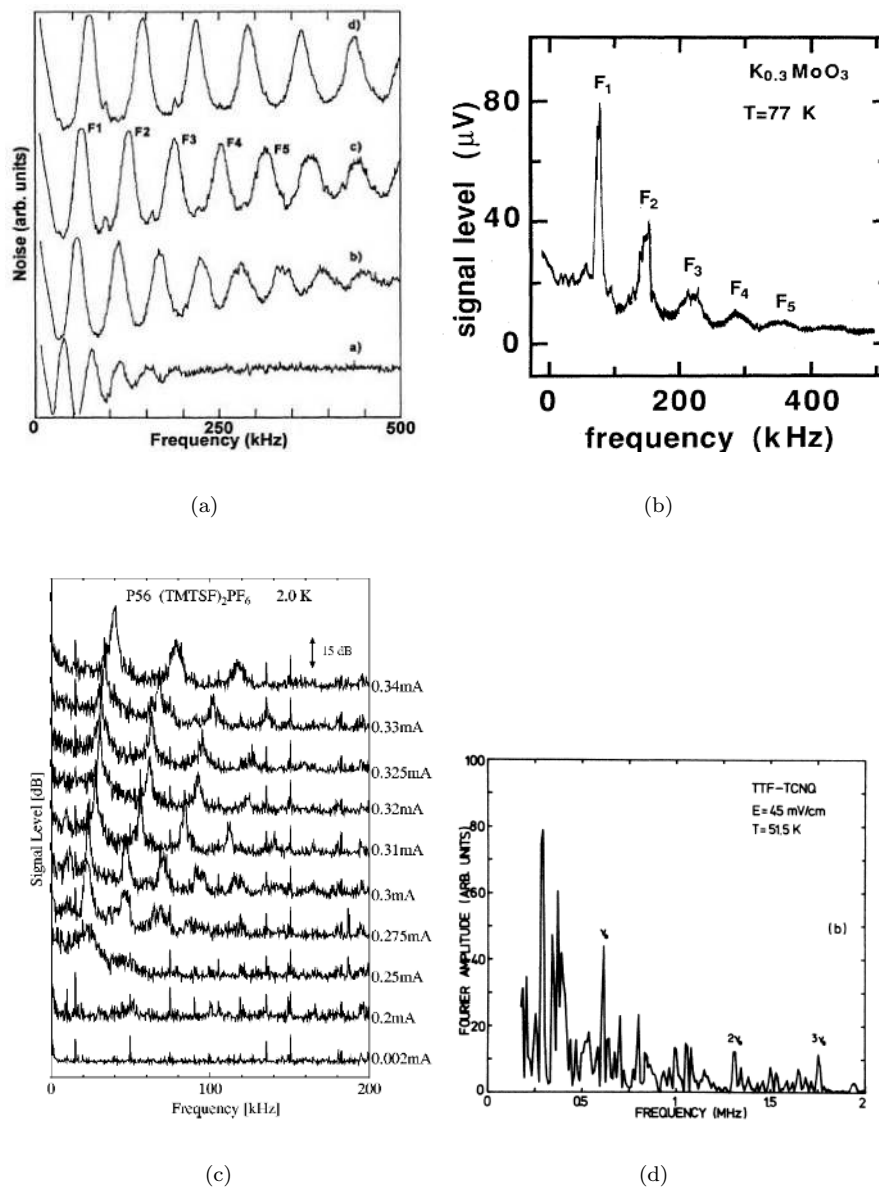 d)
F1 F2 F3 F4 F5 c)
b)
a)
Noise (arb. units)
0 250 500
Frequency (kHz)
(a)
K0.3MoO3
T=77 K
F1
F2
F3
F4
F5
80
40
0
signal level (μV)
0 200 400
frequency (kHz)
(b)
P56 (TMTSF)2PF6 2.0 K
15 dB
0.34mA
0.33mA
0.325mA
0.32mA
0.31mA
0.3mA
0.275mA
0.25mA
0.2mA
0.002mA
Signal Level [dB]
0 100 200
Frequency [kHz]
(c)
100
80
60
40
20
0
FOURIER AMPLITUDE (ARB. UNITS)
TTF-TCNQ
E=45 mV/cm
T=51.5 K
(b)
0 0.5 1 1.5 2
FREQUENCY (MHz)
(d)